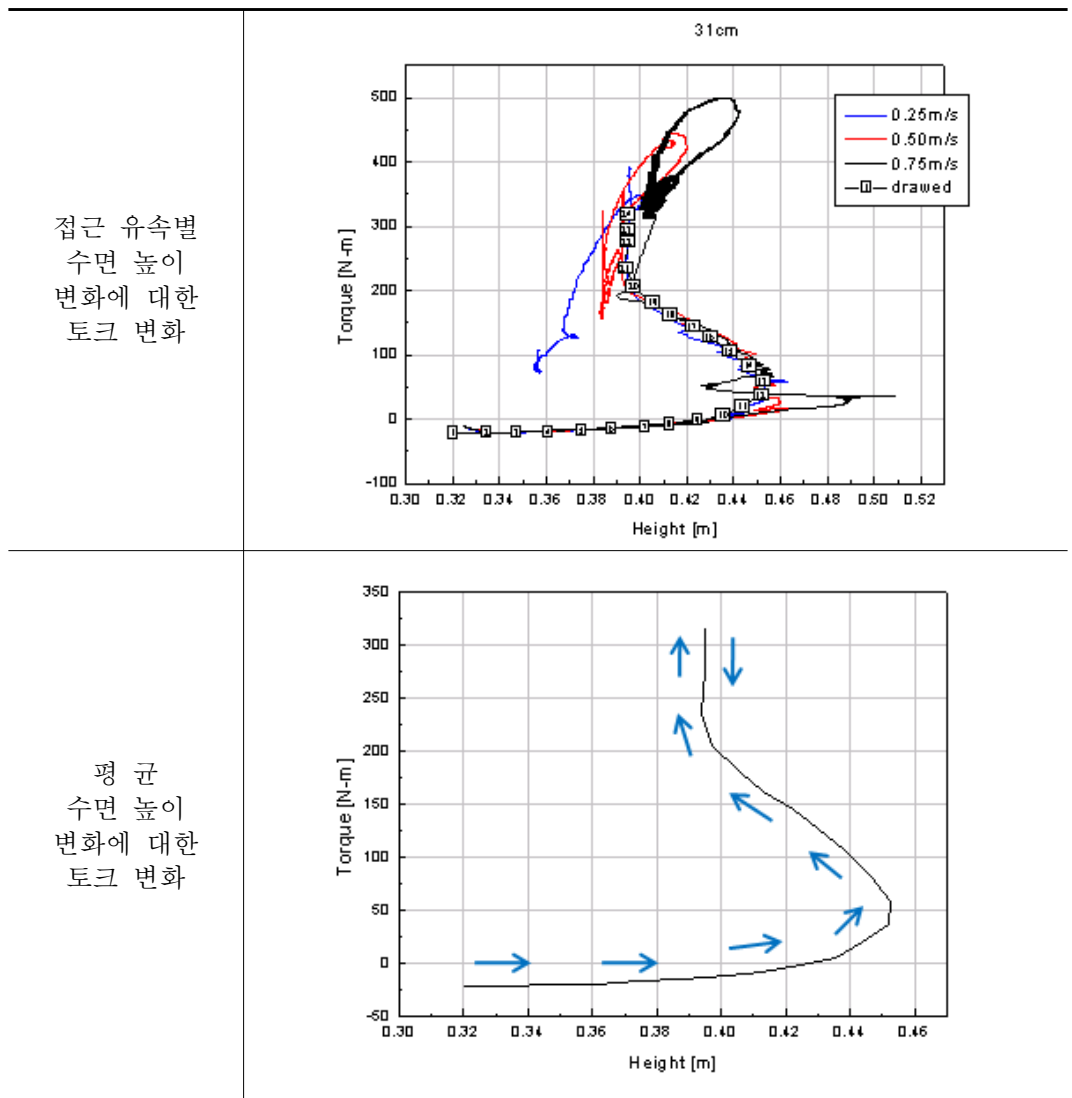 접근 유속별
수면 높이
변화에 대한
토크 변화
31cm
500
400
300
200
100
0
-100
Torque [N-m]
0.25m/s
0.50m/s
0.75m/s
drawed
0.30 0.32 0.34 0.36 0.38 0.40 0.42 0.44 0.46 0.48 0.50 0.52
Height [m]
평 균
수면 높이
변화에 대한
토크 변화
350
300
250
200
150
100
50
0
-50
Torque [N-m]
0.30 0.32 0.34 0.36 0.38 0.40 0.42 0.44 0.46
Height [m]